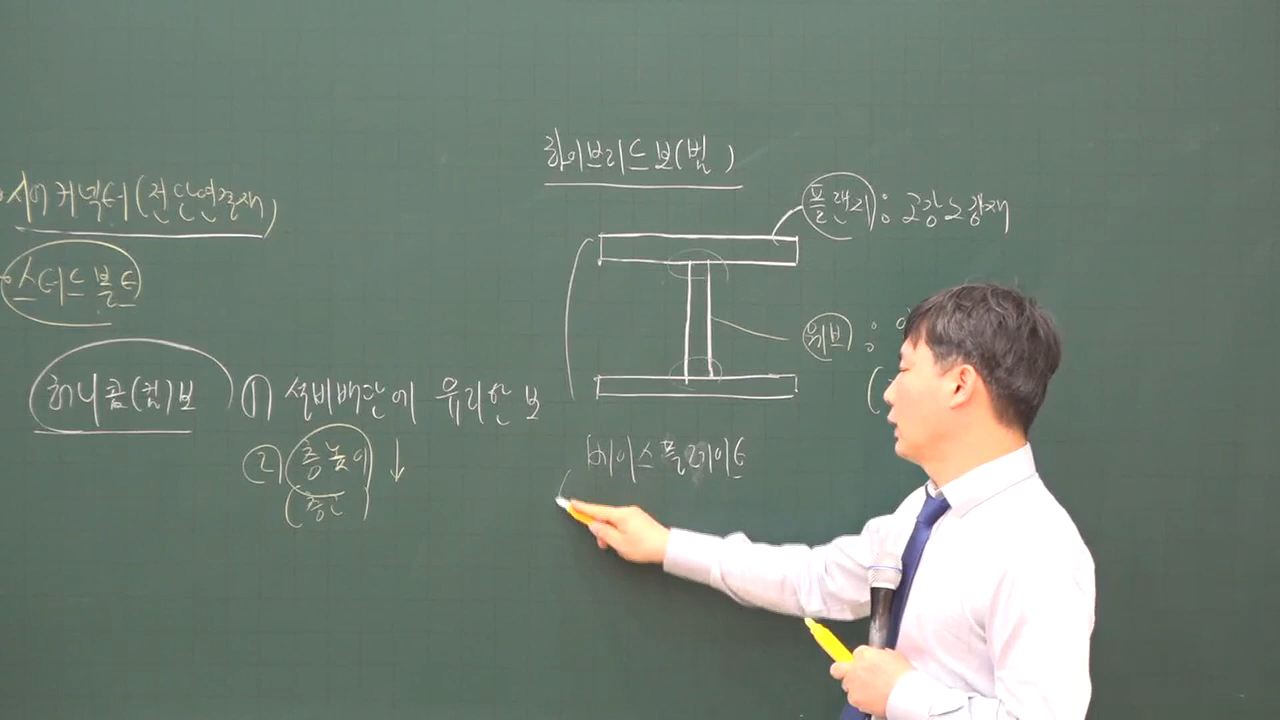 시어커넥터(전단연결재)
스터드볼트
허니콤(컴)보
① 설비배관에 유리한 보
② 층높이 ↓
(층고)
하이브리드 보(빔)
플랜지 : 고강도강재
웨브 :
베이스플레이트